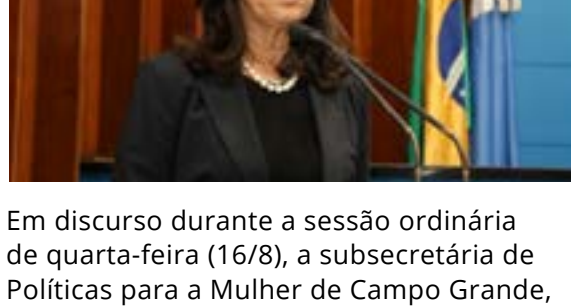 Em discurso durante a sessão ordinária
de quarta-feira (16/8), a subsecretária de
Políticas para a Mulher de Campo Grande,